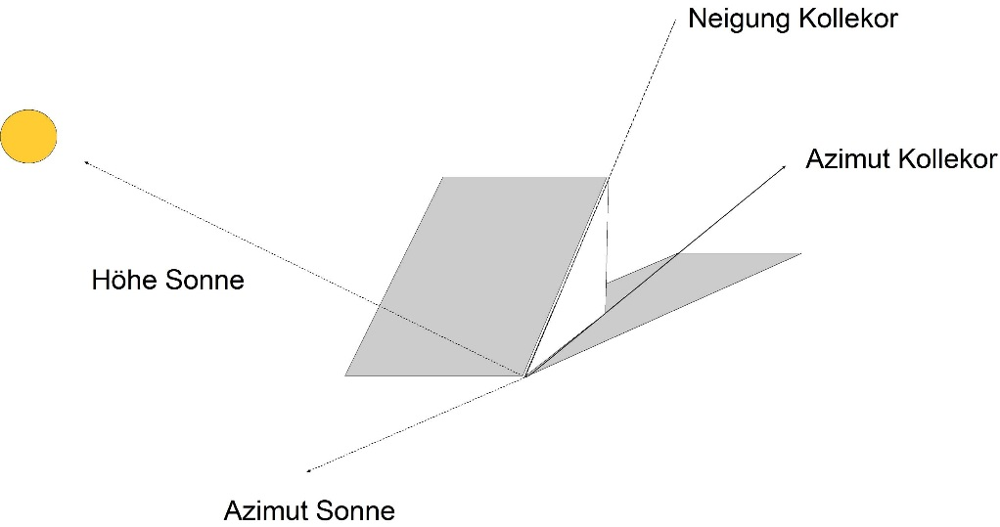 Neigung Kollekor
Azimut Kollekor
Höhe Sonne
Azimut Sonne